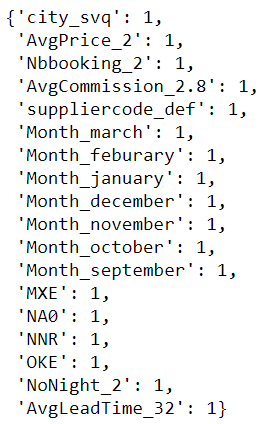 {'city_svq': 1,
'AvgPrice_2': 1,
'Nbbooking_2': 1,
'AvgCommission_2.8': 1,
'suppliercode_def': 1,
'Month_march': 1,
'Month_feburary': 1,
'Month_january': 1,
'Month_december': 1,
'Month_november': 1,
'Month_october': 1,
'Month_september': 1,
'MXE': 1,
'NA0': 1,
'NNR': 1,
'OKE': 1,
'NoNight_2': 1,
'AvgLeadTime_32': 1}